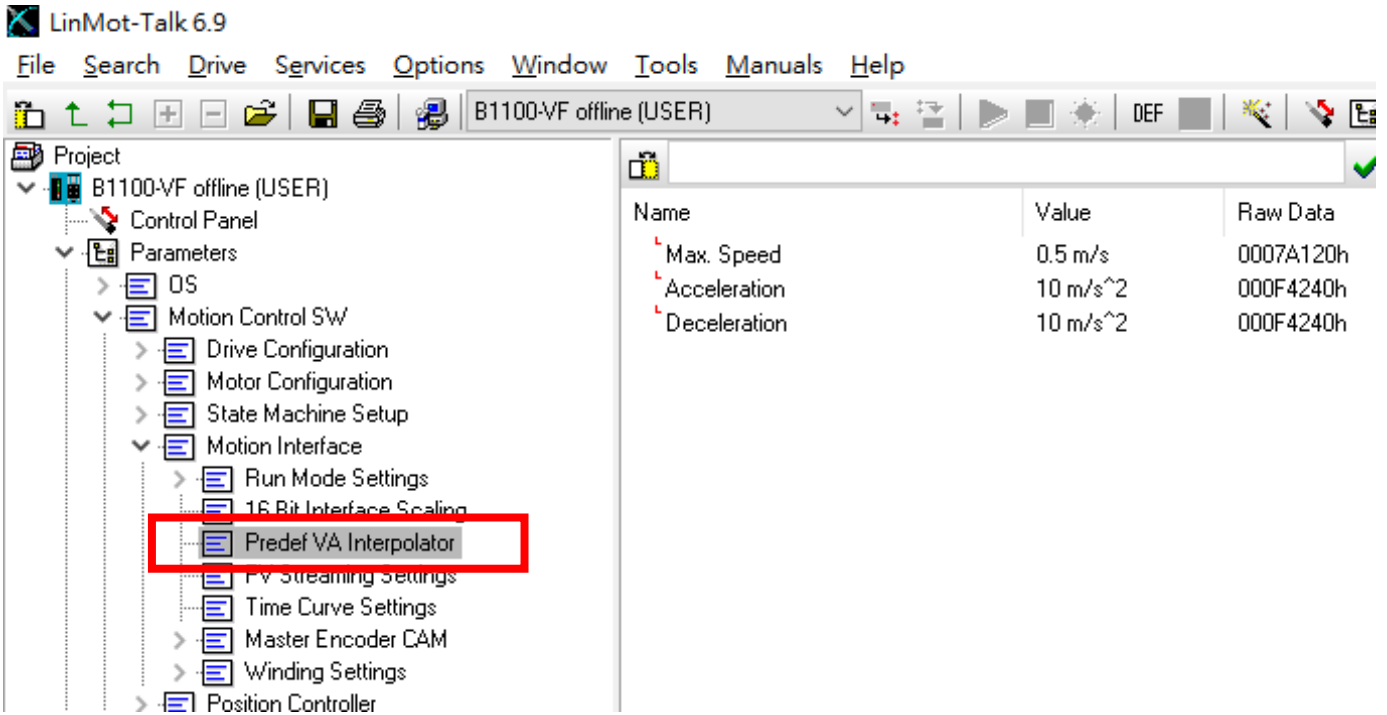 LinMot-Talk 6.9
File Search Drive Services Options Window Tools Manuals Help
B1100-VF offline (USER) DEF
Project
B1100-VF offline (USER)
Control Panel
Parameters
OS
Motion Control SW
Drive Configuration
Motor Configuration
State Machine Setup
Motion Interface
Run Mode Settings
16 Bit Interface Scaling
Predef VA Interpolator
PV Streaming Settings
Time Curve Settings
Master Encoder CAM
Winding Settings
Position Controller
Name Value Raw Data
Max. Speed 0.5 m/s 0007A120h
Acceleration 10 m/s^2 000F4240h
Deceleration 10 m/s^2 000F4240h